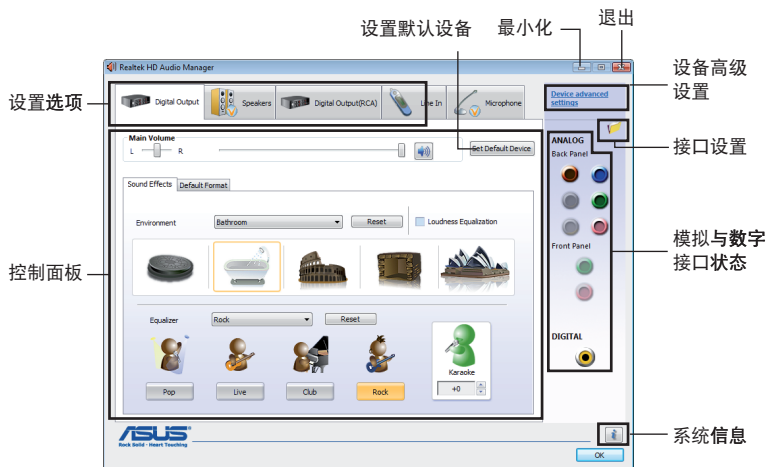 设置默认设备
最小化
退出
Realtek HD Audio Manager
设备高级
设置
设置选项
Digital Output
Speakers
Digital Output(RCA)
Line In
Microphone
Device advanced
settings
Main Volume
L
R
Set Default Device
接口设置
ANALOG
Back Panel
Sound Effects
Default Format
Environment
Bathroom
Reset
Loudness Equalization
模拟与数字
接口状态
Front Panel
控制面板
Equalizer
Rock
Reset
Karaoke
DIGITAL
Pop
Live
Club
Rock
+0
ASUS
Rock Solid · Heart Touching
系统信息
OK